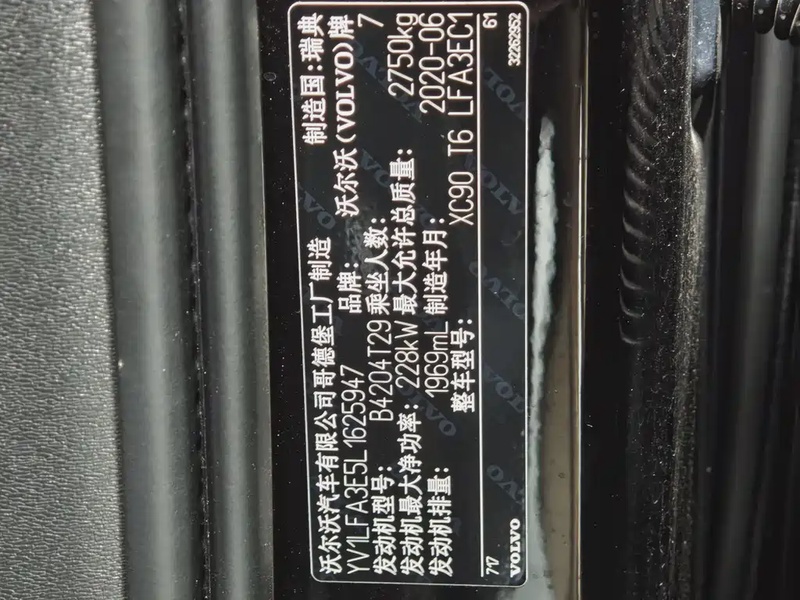 沃尔沃汽车有限公司哥德堡工厂制造 制造国:瑞典
YV1LFA3E5L1625947 品牌: 沃尔沃(VOLVO)牌
发动机型号: B4204T29 乘坐人数: 7
发动机最大净功率: 228kW 最大允许总质量: 2750kg
发动机排量: 1969mL 制造年月: 2020-06
整车型号: XC90 T6 LFA3EC1
717 61
VOLVO 32262952